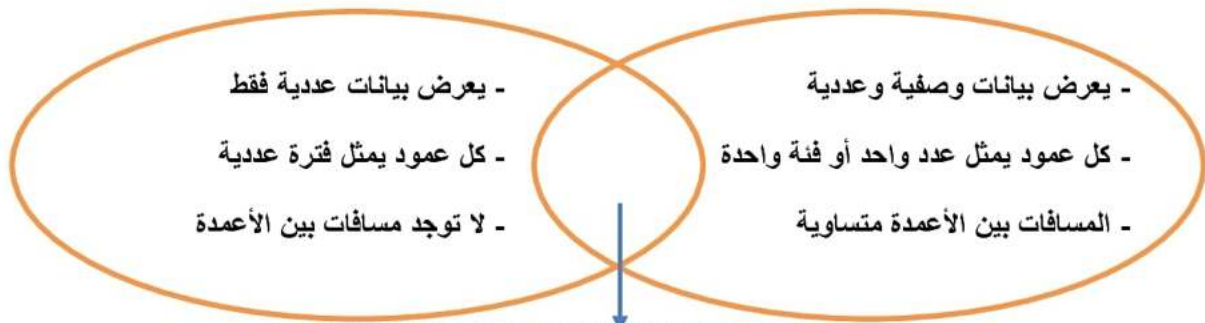 - يعرض بيانات وصفية وعددية
- كل عمود يمثل عدد واحد أو فئة واحدة
- المسافات بين الأعمدة متساوية
- يعرض بيانات عددية فقط
- كل عمود يمثل فترة عددية
- لا توجد مسافات بين الأعمدة